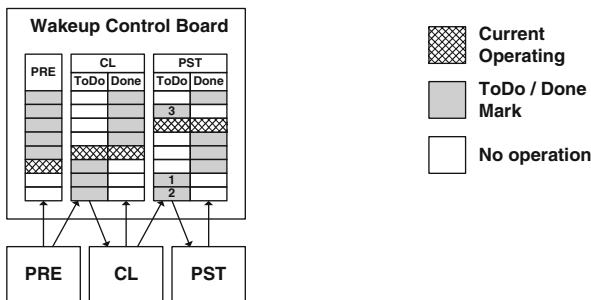 Wakeup Control Board
PRE
CL
PST
ToDo Done
ToDo Done
3
1
2
PRE
CL
PST
Current
Operating
ToDo / Done
Mark
No operation